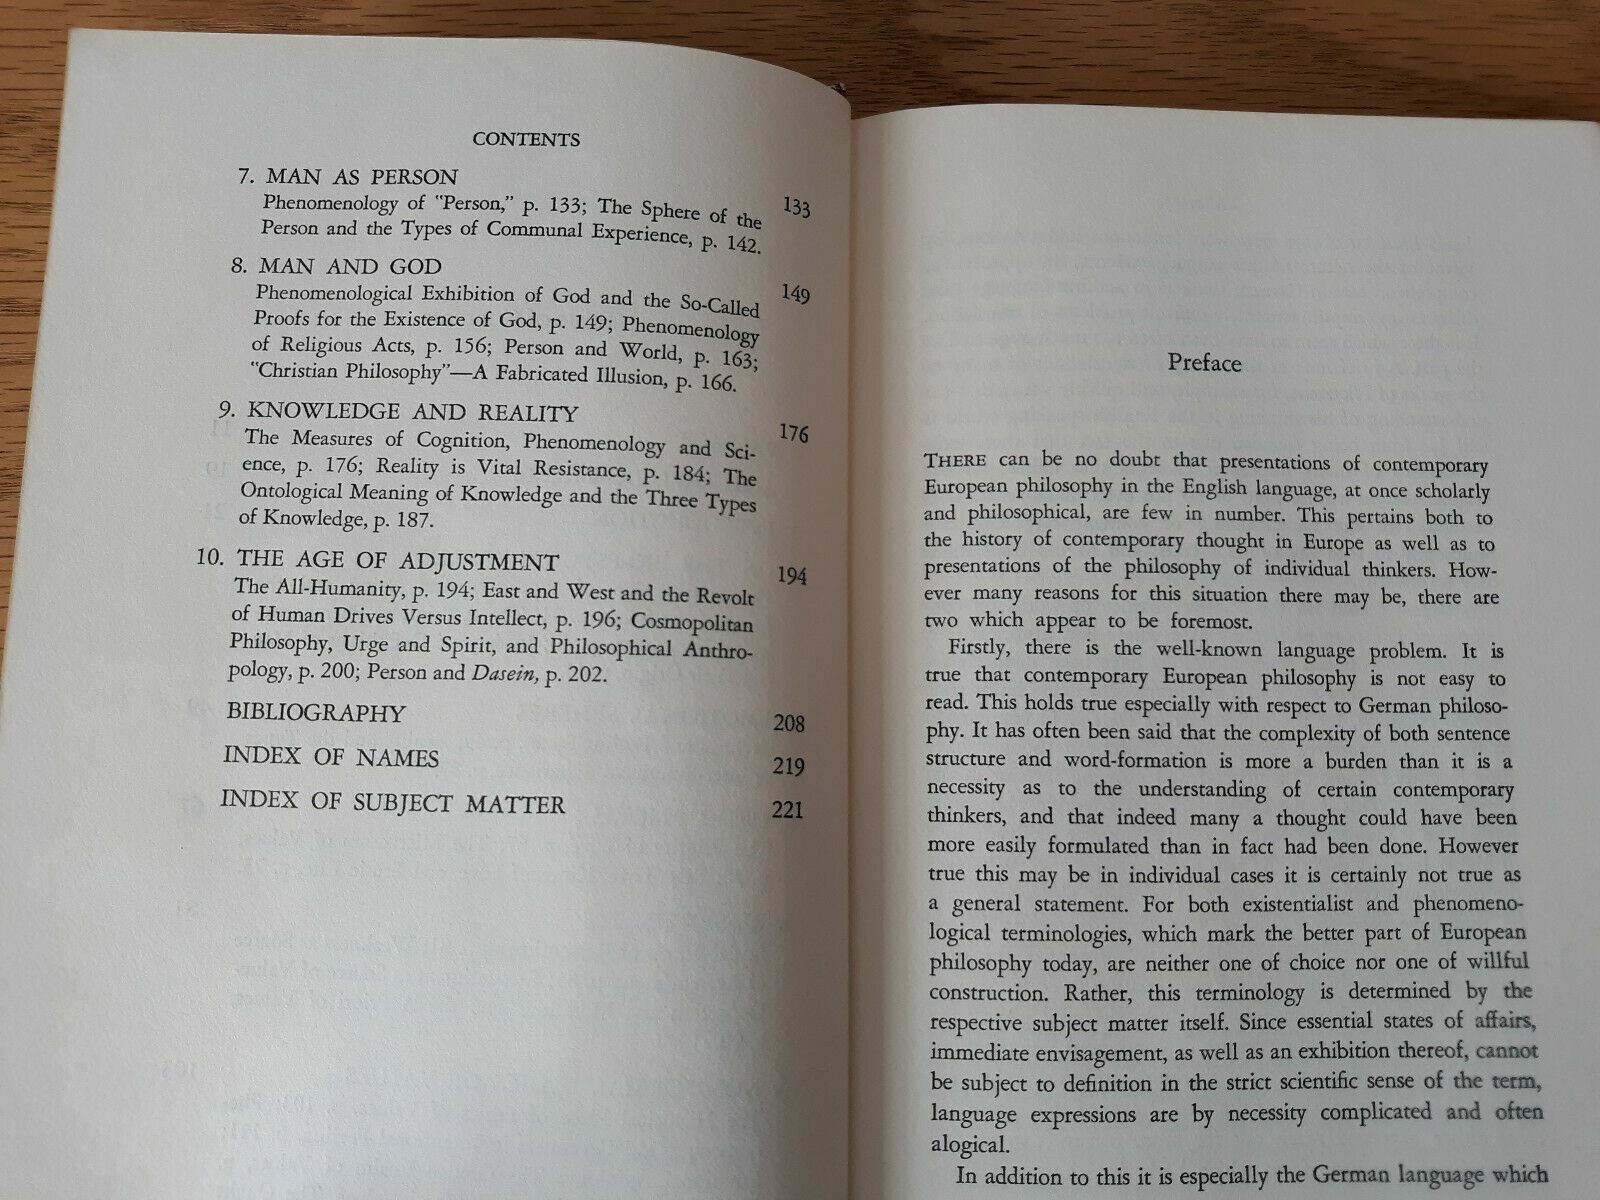 CONTENTS
7. MAN AS PERSON 133
Phenomenology of "Person," p. 133; The Sphere of the
Person and the Types of Communal Experience, p. 142.
8. MAN AND GOD 149
Phenomenological Exhibition of God and the So-Called
Proofs for the Existence of God, p. 149; Phenomenology
of Religious Acts, p. 156; Person and World, p. 163;
"Christian Philosophy"—A Fabricated Illusion, p. 166.
9. KNOWLEDGE AND REALITY 176
The Measures of Cognition, Phenomenology and Sci-
ence, p. 176; Reality is Vital Resistance, p. 184; The
Ontological Meaning of Knowledge and the Three Types
of Knowledge, p. 187.
10. THE AGE OF ADJUSTMENT 194
The All-Humanity, p. 194; East and West and the Revolt
of Human Drives Versus Intellect, p. 196; Cosmopolitan
Philosophy, Urge and Spirit, and Philosophical Anthro-
pology, p. 200; Person and Dasein, p. 202.
BIBLIOGRAPHY 208
INDEX OF NAMES 219
INDEX OF SUBJECT MATTER 221
Preface
THERE can be no doubt that presentations of contemporary
European philosophy in the English language, at once scholarly
and philosophical, are few in number. This pertains both to
the history of contemporary thought in Europe as well as to
presentations of the philosophy of individual thinkers. How-
ever many reasons for this situation there may be, there are
two which appear to be foremost.
Firstly, there is the well-known language problem. It is
true that contemporary European philosophy is not easy to
read. This holds true especially with respect to German philoso-
phy. It has often been said that the complexity of both sentence
structure and word-formation is more a burden than it is a
necessity as to the understanding of certain contemporary
thinkers, and that indeed many a thought could have been
more easily formulated than in fact had been done. However
true this may be in individual cases it is certainly not true as
a general statement. For both existentialist and phenomeno-
logical terminologies, which mark the better part of European
philosophy today, are neither one of choice nor one of willful
construction. Rather, this terminology is determined by the
respective subject matter itself. Since essential states of affairs,
immediate envisagement, as well as an exhibition thereof, cannot
be subject to definition in the strict scientific sense of the term,
language expressions are by necessity complicated and often
alogical.
In addition to this it is especially the German language which